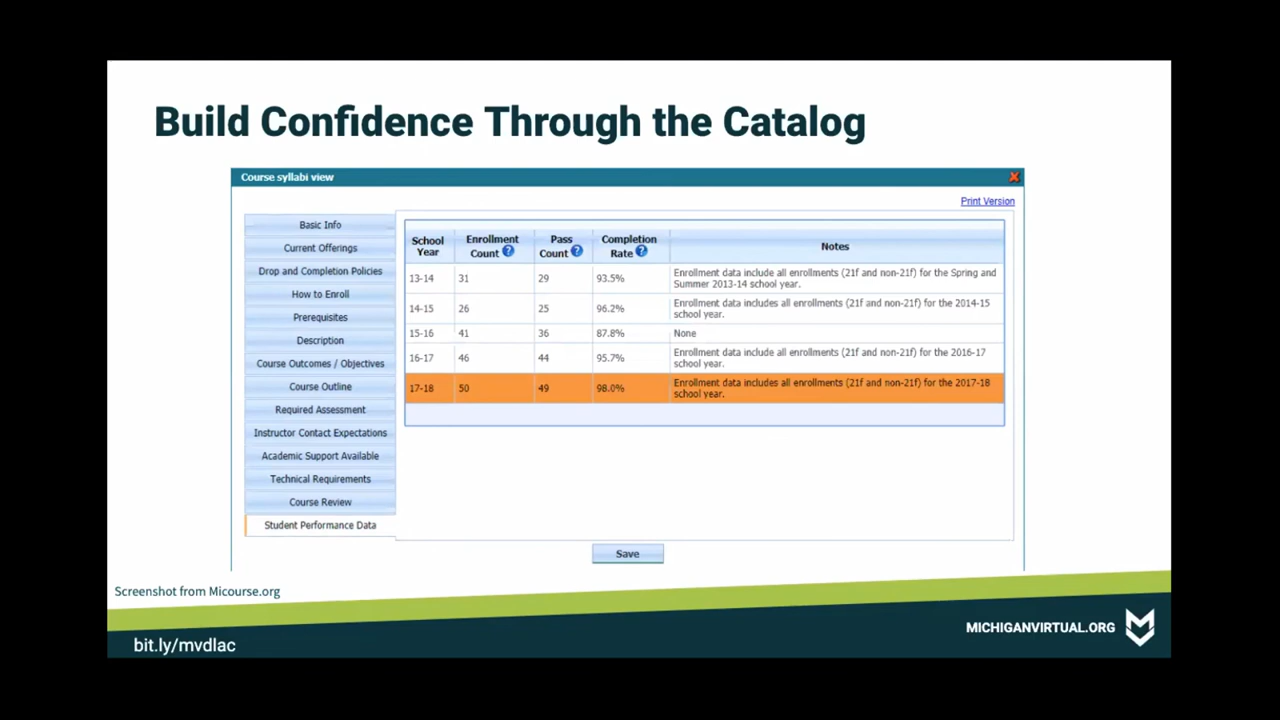 Build Confidence Through the Catalog
Course syllabi view
Print Version
Basic Info
Current Offerings
Drop and Completion Policies
How to Enroll
Prerequisites
Description
Course Outcomes / Objectives
Course Outline
Required Assessment
Instructor Contact Expectations
Academic Support Available
Technical Requirements
Course Review
Student Performance Data
School Year Enrollment Count ? Pass Count ? Completion Rate ? Notes
13-14 31 29 93.5% Enrollment data include all enrollments (21f and non-21f) for the Spring and
Summer 2013-14 school year.
14-15 26 25 96.2% Enrollment data includes all enrollments (21f and non-21f) for the 2014-15
school year.
15-16 41 36 87.8% None
16-17 46 44 95.7% Enrollment data include all enrollments (21f and non-21f) for the 2016-17
school year.
17-18 50 49 98.0% Enrollment data includes all enrollments (21f and non-21f) for the 2017-18
school year.
Save
Screenshot from Micourse.org
bit.ly/mvdlac
MICHIGANVIRTUAL.ORG